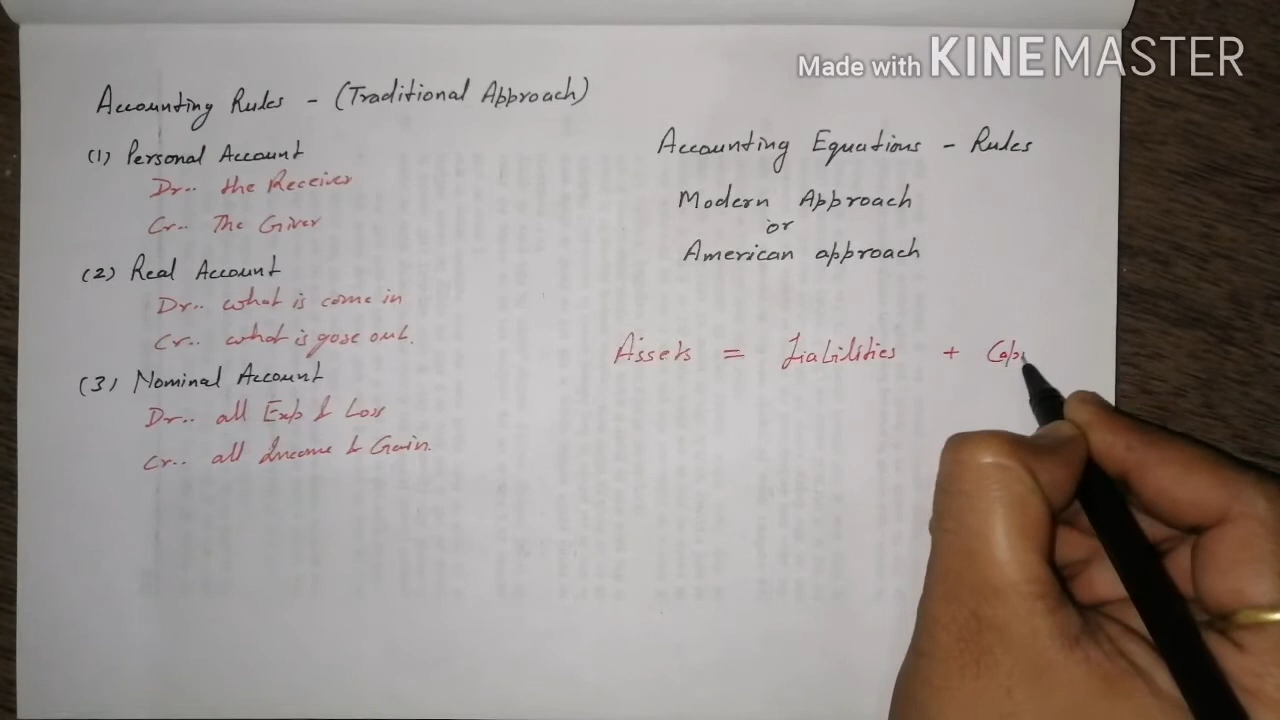 Made with KINEMASTER
Accounting Rules - (Traditional Approach)
(1) Personal Account
Dr.. the Receiver
Cr.. The Giver
(2) Real Account
Dr.. what is come in
Cr.. what is gose out.
(3) Nominal Account
Dr.. all Exp & Loss
Cr.. all Income & Gain.
Accounting Equations - Rules
Modern Approach
or
American approach
Assets = Liabilities + Capi